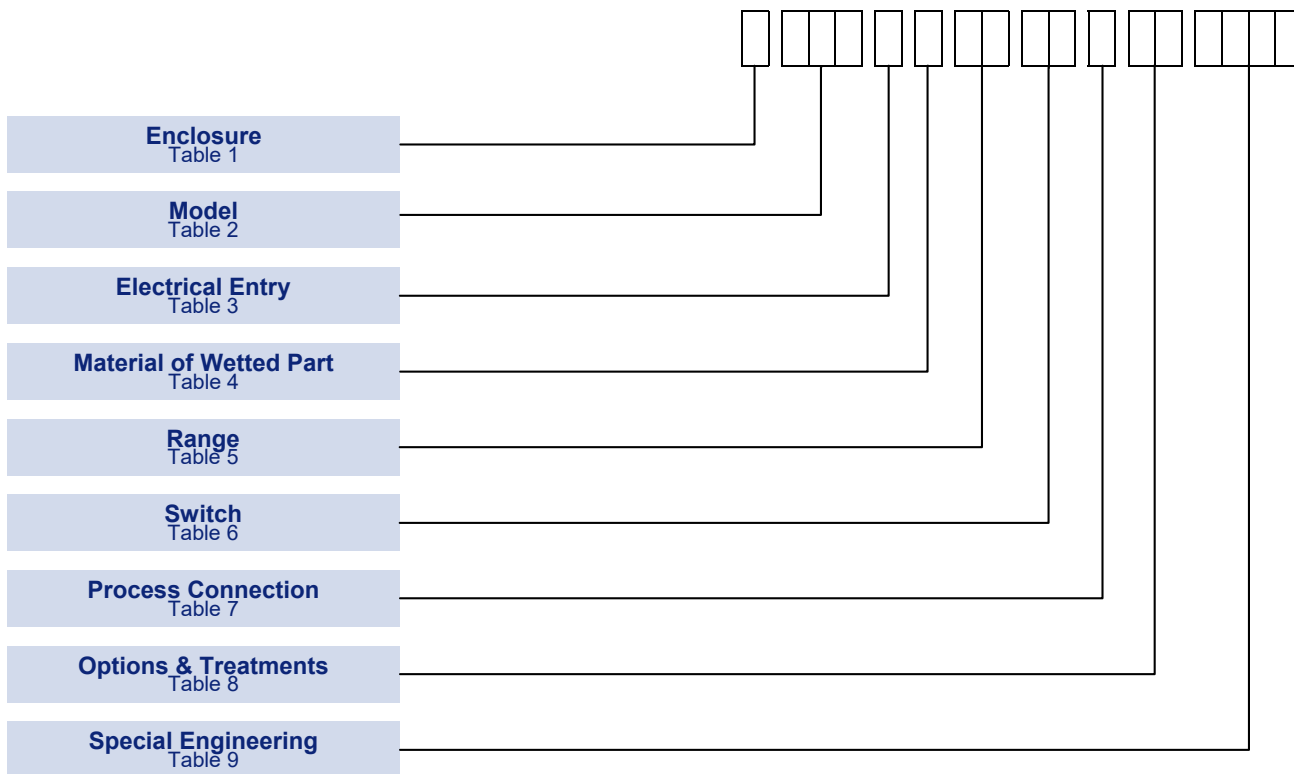 Enclosure
Table 1
Model
Table 2
Electrical Entry
Table 3
Material of Wetted Part
Table 4
Range
Table 5
Switch
Table 6
Process Connection
Table 7
Options & Treatments
Table 8
Special Engineering
Table 9